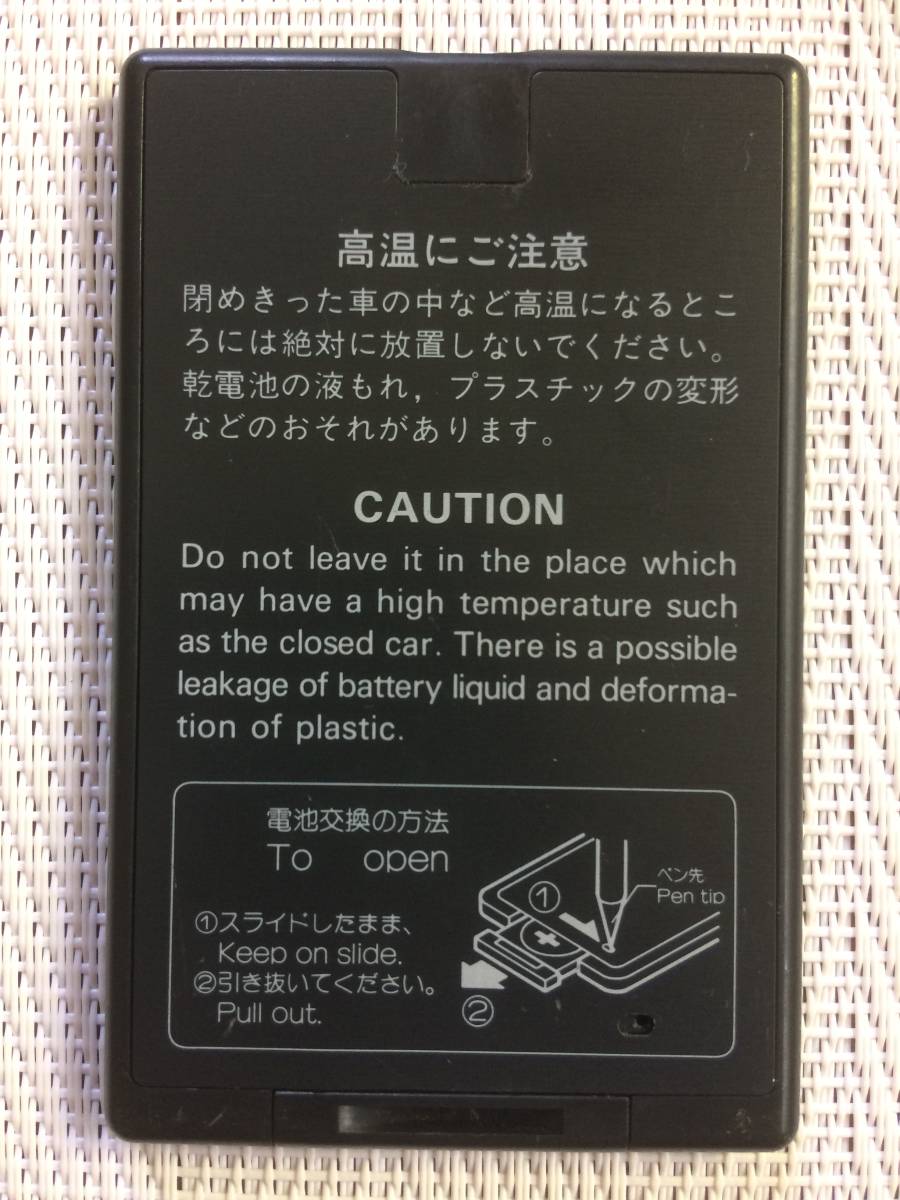 高温にご注意
閉めきった車の中など高温になるとこ
ろには絶対に放置しないでください。
乾電池の液もれ，プラスチックの変形
などのおそれがあります。
CAUTION
Do not leave it in the place which
may have a high temperature such
as the closed car. There is a possible
leakage of battery liquid and deforma-
tion of plastic.
電池交換の方法
To open
①スライドしたまま、
Keep on slide.
②引き抜いてください。
Pull out.
①
ペン先
Pen tip
+
②